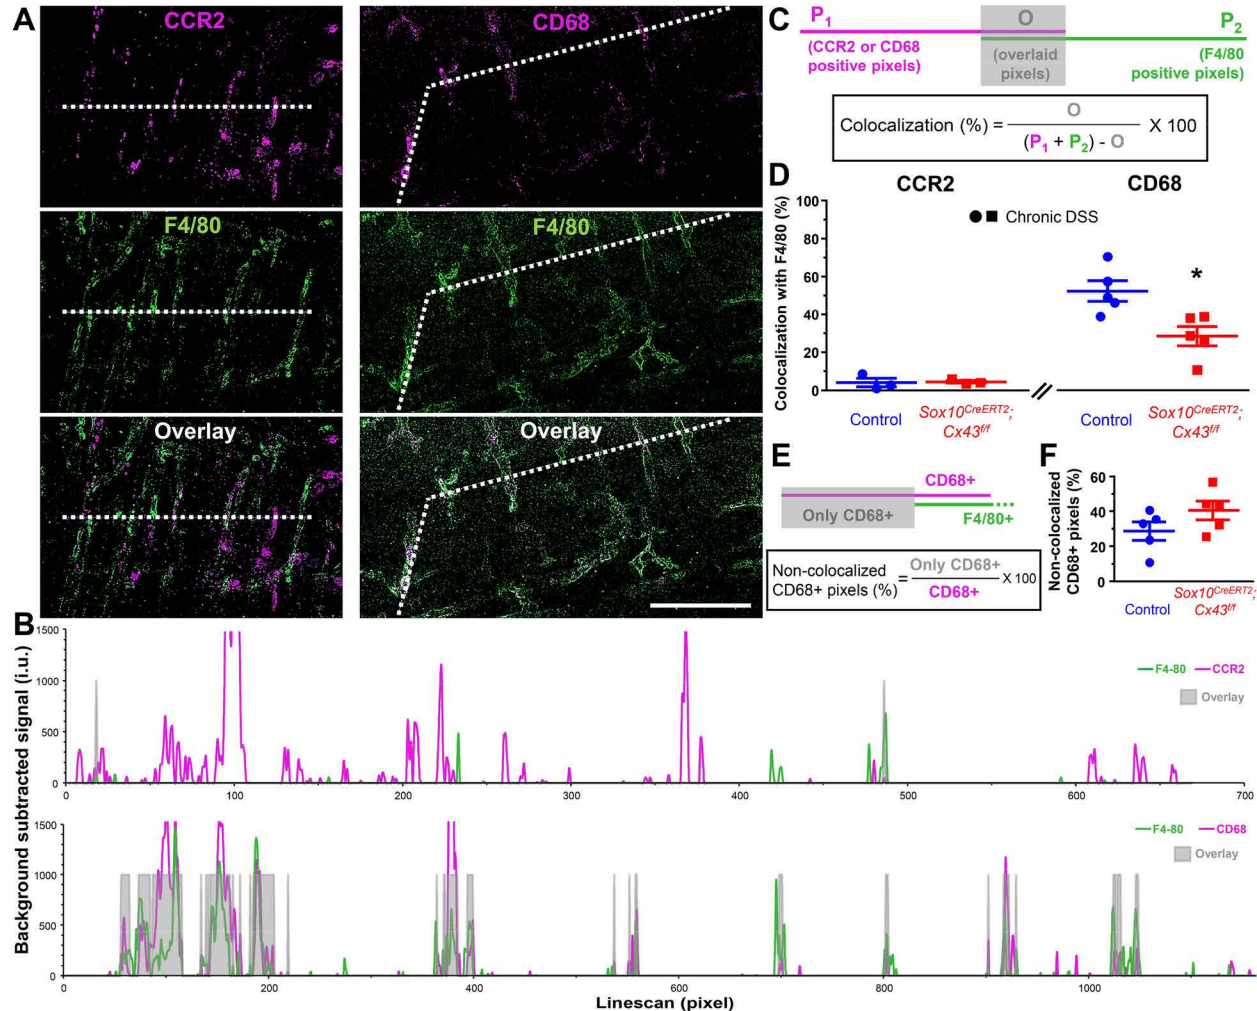 A
CCR2
F4/80
Overlay
CD68
F4/80
Overlay
C
P1
O
P2
(CCR2 or CD68
positive pixels)
(overlaid
pixels)
(F4/80
positive pixels)
Colocalization (%) = O / (P1 + P2) - O X 100
D
CCR2
CD68
Chronic DSS
Colocalization with F4/80 (%)
100
80
60
40
20
0
*
Control
Sox10CreERT2;
Cx43f/f
Control
Sox10CreERT2;
Cx43f/f
E
CD68+
Only CD68+
F4/80+
Non-colocalized
CD68+ pixels (%)
= Only CD68+ / CD68+ X 100
F
Non-colocalized
CD68+ pixels (%)
60
40
20
0
Control
Sox10CreERT2;
Cx43f/f
B
Background subtracted signal (i.u.)
1500
1000
500
0
F4-80 CCR2
Overlay
0 100 200 300 400 500 600 700
1500
1000
500
0
F4-80 CD68
Overlay
0 200 400 600 800 1000
Linescan (pixel)